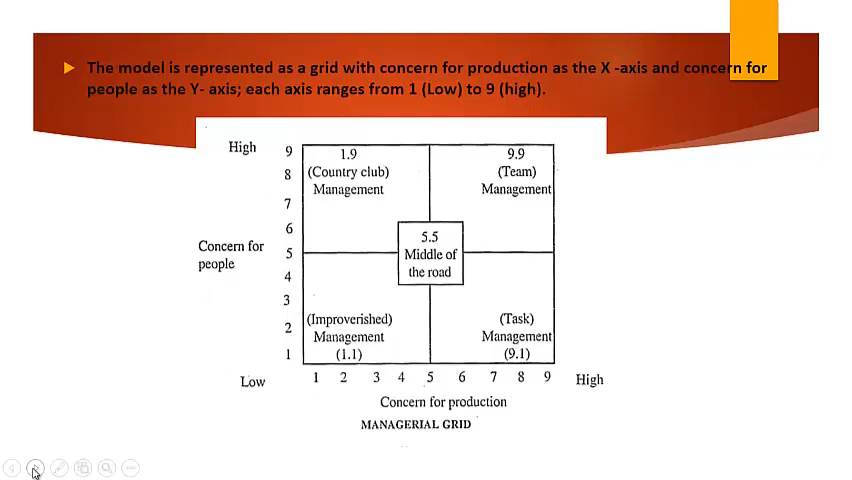 The model is represented as a grid with concern for production as the X -axis and concern for
people as the Y- axis; each axis ranges from 1 (Low) to 9 (high).
High
9
8
7
6
5
4
3
2
1
Concern for
people
1.9
(Country club)
Management
9.9
(Team)
Management
5.5
Middle of
the road
(Improverished)
Management
(1.1)
(Task)
Management
(9.1)
Low
1 2 3 4 5 6 7 8 9
High
Concern for production
MANAGERIAL GRID